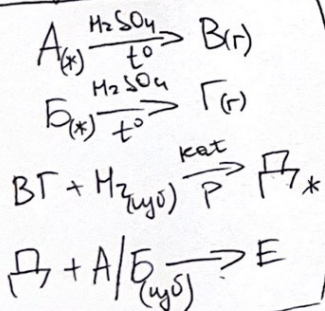 А(*) H₂SO₄ t° → В(г)
Б(*) H₂SO₄ t° → Г(г)
ВГ + H₂(изб) kat P → Д*
Д + А/Б(изб) → Е